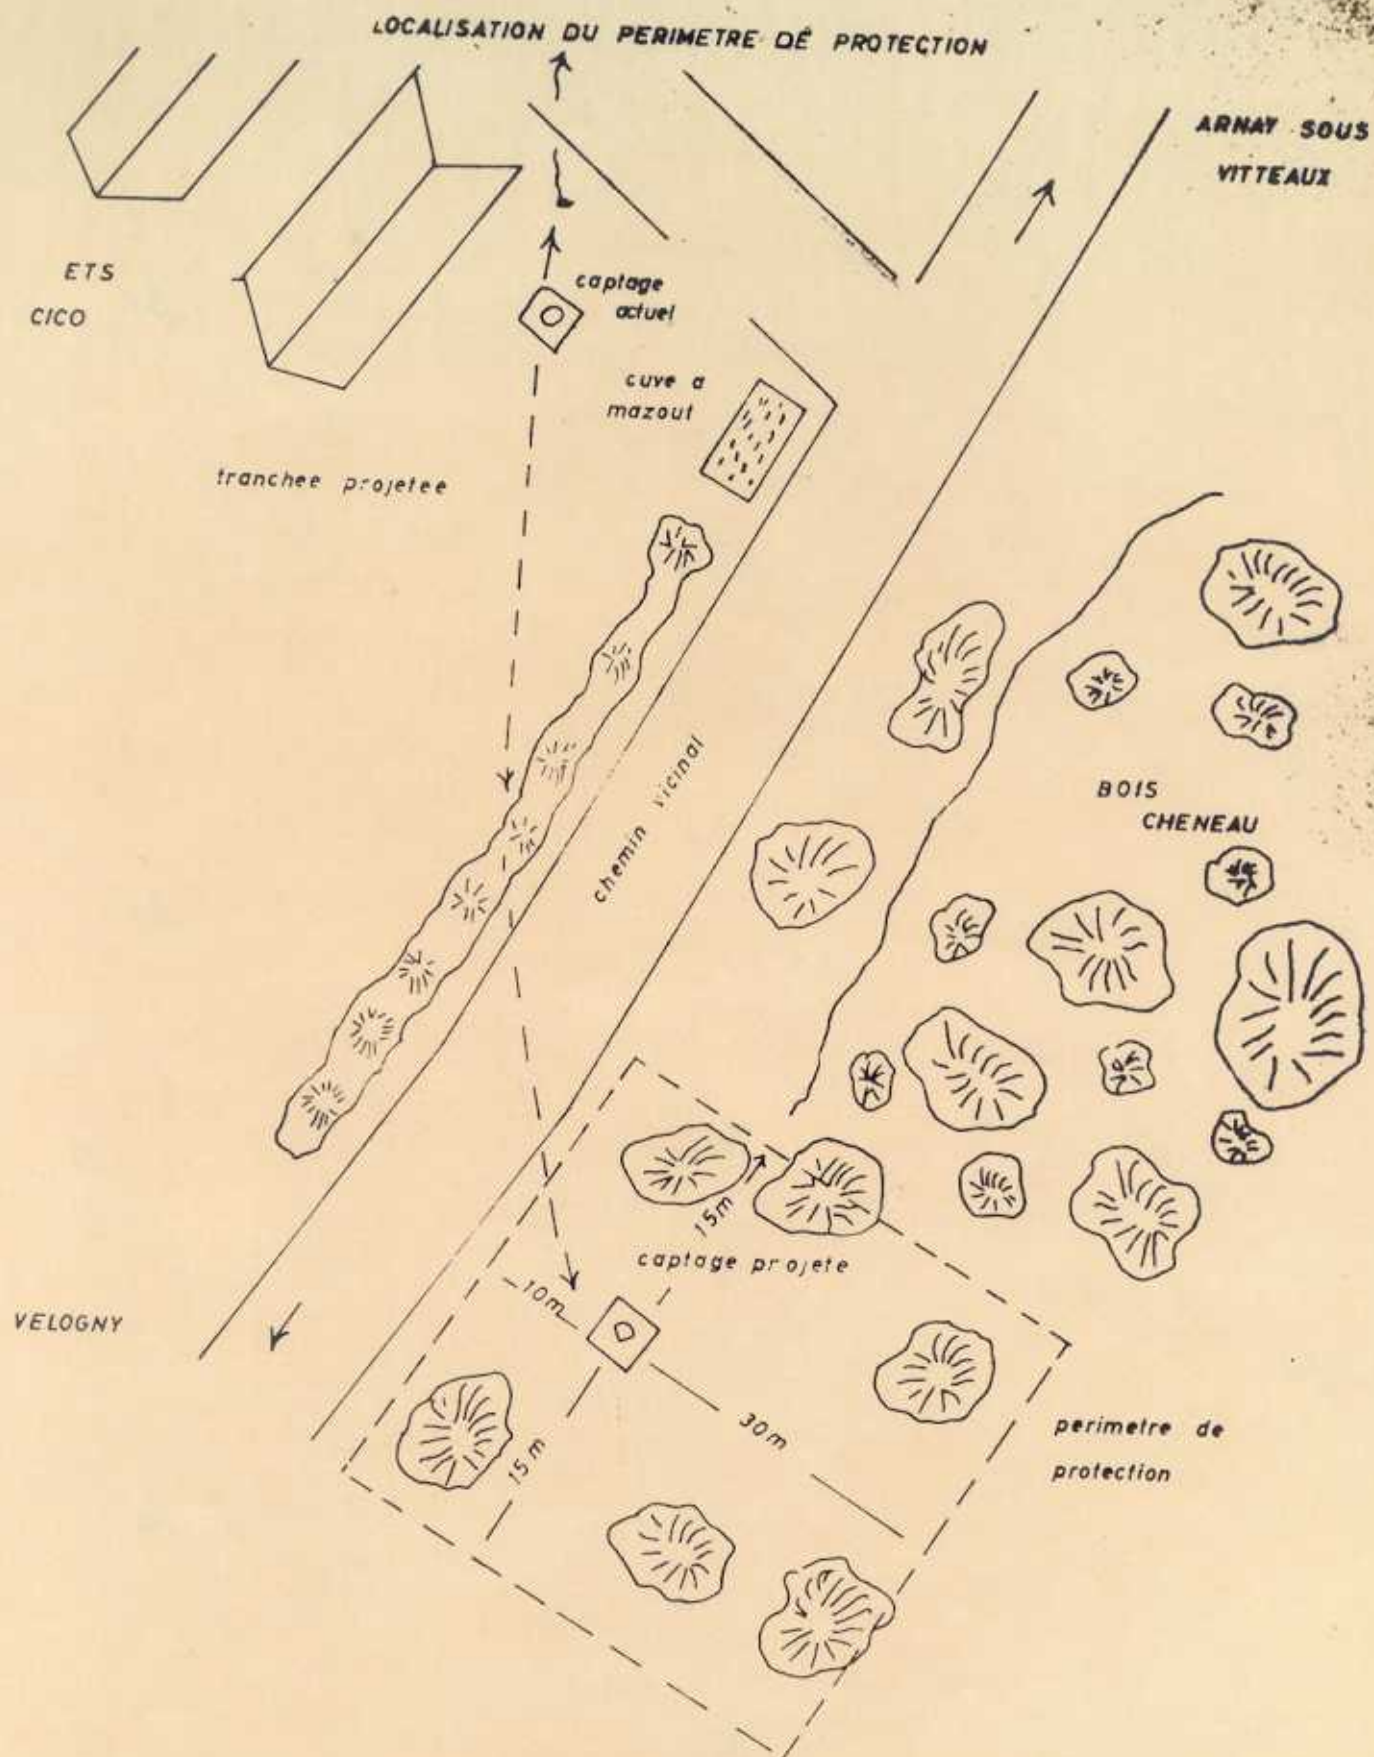 LOCALISATION DU PERIMETRE DE PROTECTION
ARNAY SOUS
VITTEAUX
ETS
CICO
captage
actuel
cuve a
mazout
tranchee projetee
chemin vicinal
BOIS
CHENEAU
15m
captage projete
10m
VELOGNY
30m
15m
perimetre de
protection